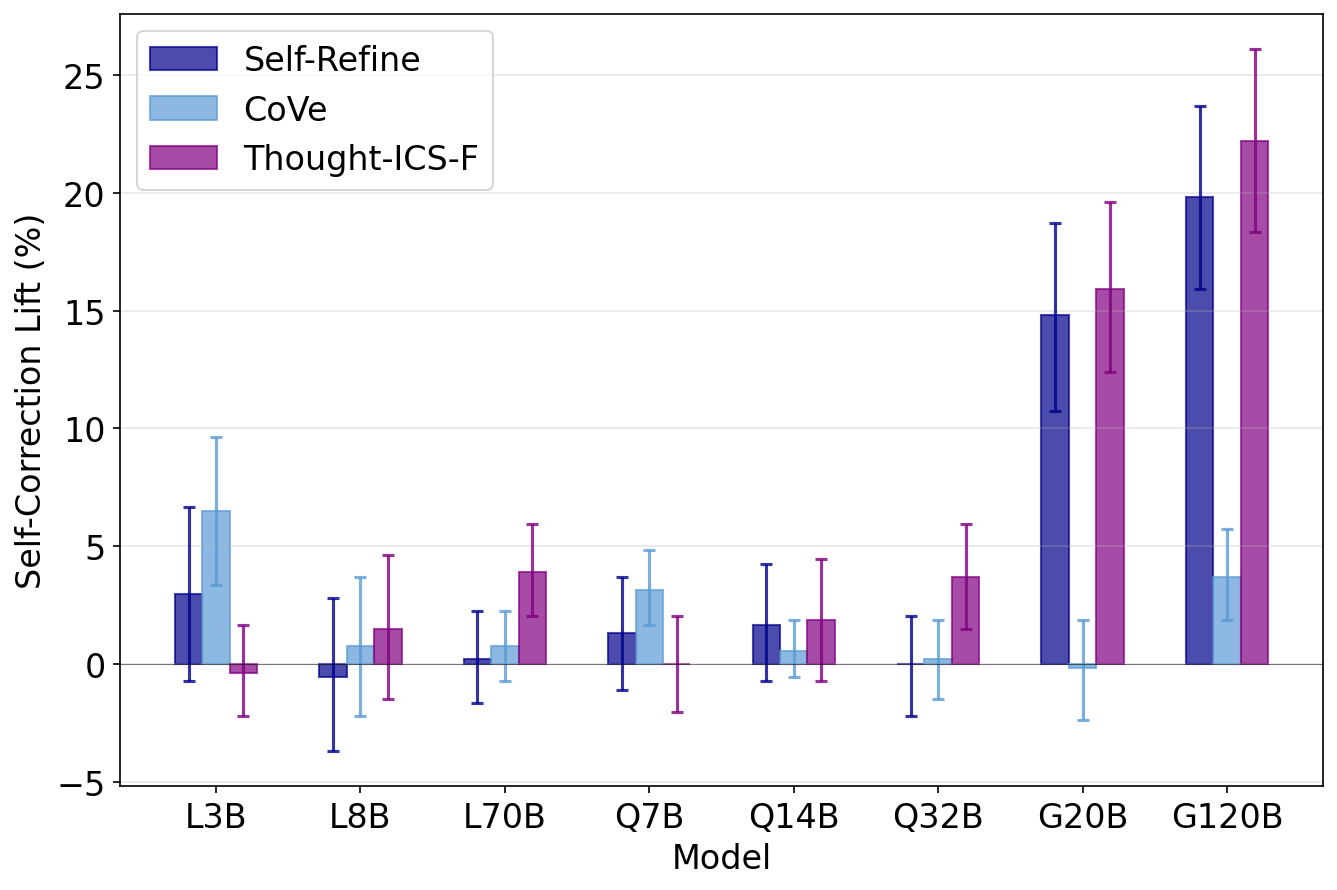 Self-Refine
CoVe
Thought-ICS-F
Self-Correction Lift (%)
25
20
15
10
5
0
−5
L3B L8B L70B Q7B Q14B Q32B G20B G120B
Model